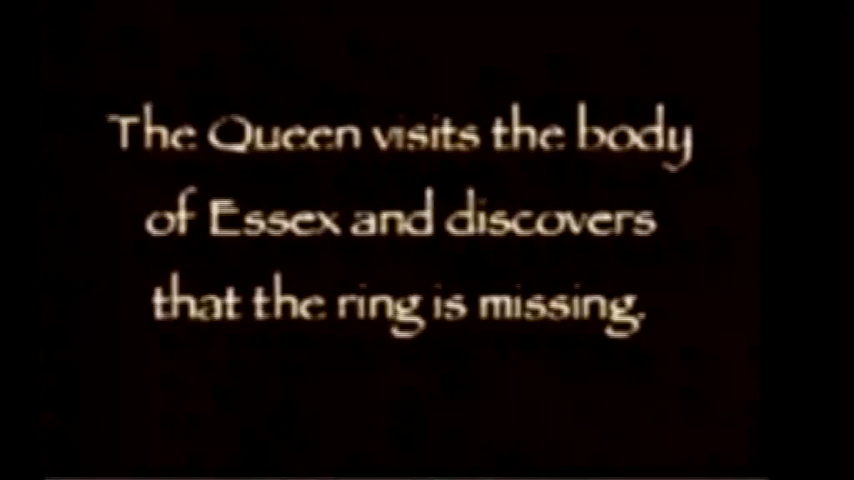 The Queen visits the body
of Essex and discovers
that the ring is missing.